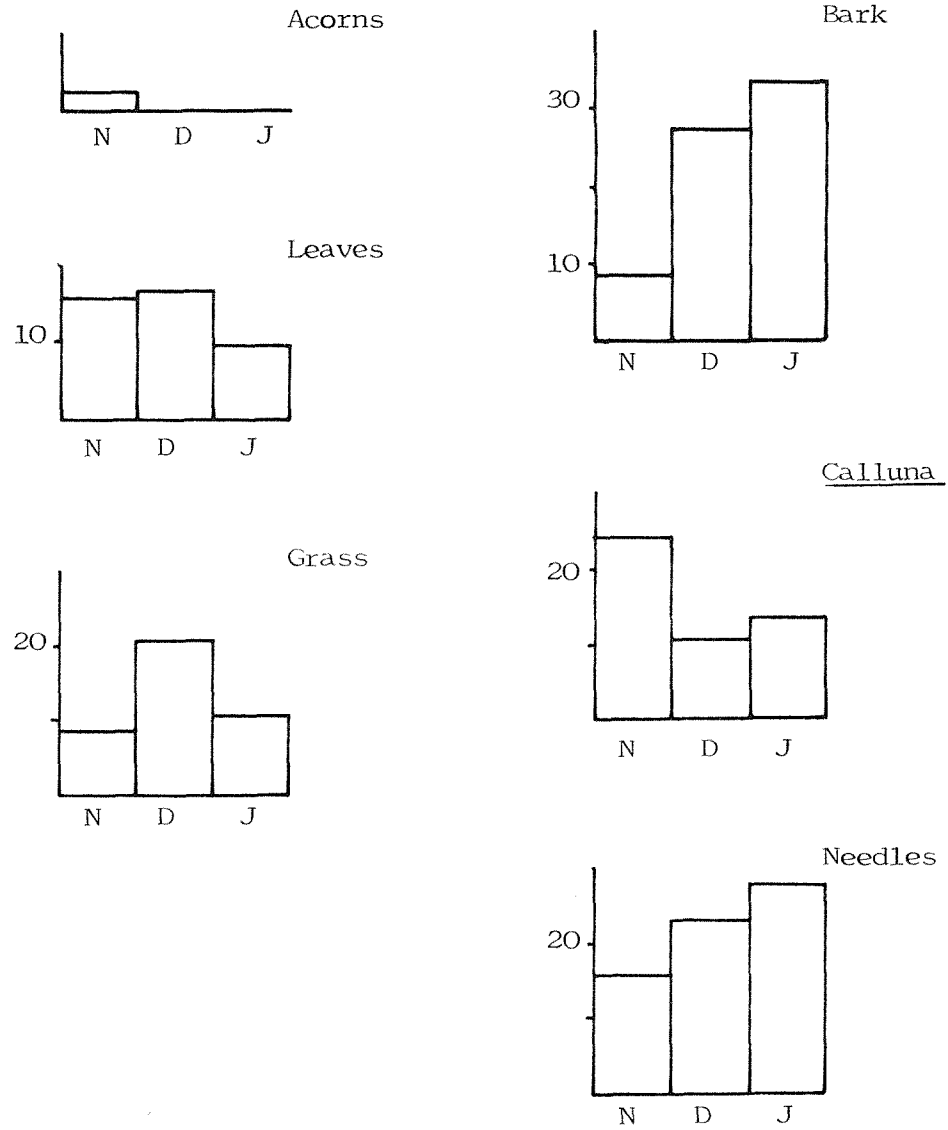 Acorns
N D J
Leaves
10
N D J
Grass
20
N D J
Bark
30
10
N D J
Calluna
20
N D J
Needles
20
N D J